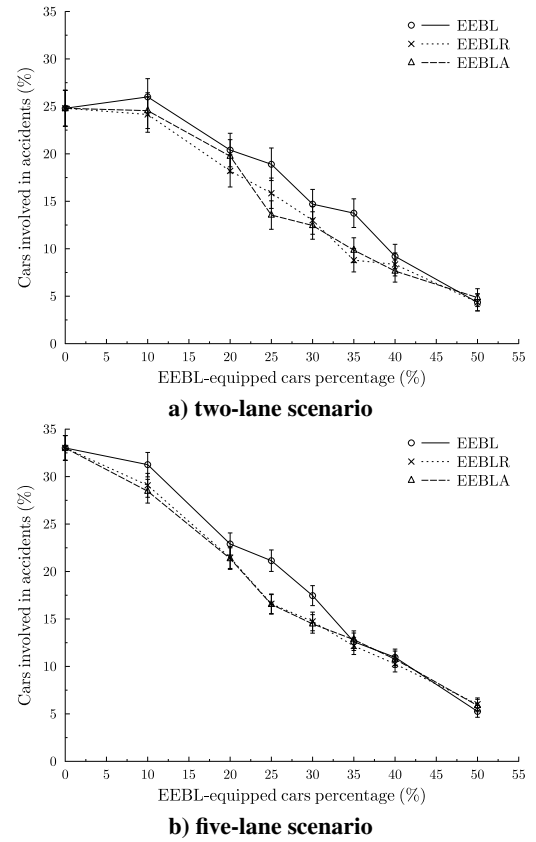 35
30
25
20
15
10
5
0
Cars involved in accidents (%)
EEBL
EEBLR
EEBLA
0 5 10 15 20 25 30 35 40 45 50 55
EEBL-equipped cars percentage (%)
a) two-lane scenario
35
30
25
20
15
10
5
0
Cars involved in accidents (%)
EEBL
EEBLR
EEBLA
0 5 10 15 20 25 30 35 40 45 50 55
EEBL-equipped cars percentage (%)
b) five-lane scenario